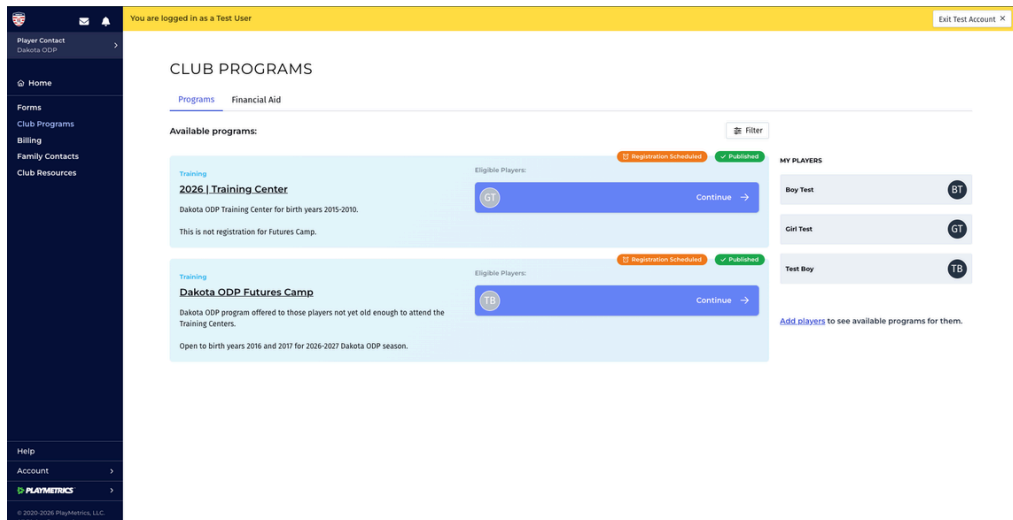 You are logged in as a Test User
Exit Test Account ×
Player Contact
Dakota ODP
Home
Forms
Club Programs
Billing
Family Contacts
Club Resources
CLUB PROGRAMS
Programs Financial Aid
Available programs:
Filter
Registration Scheduled
Published
Training
2026 | Training Center
Dakota ODP Training Center for birth years 2015-2010.
This is not registration for Futures Camp.
Eligible Players:
GT
Continue →
Registration Scheduled
Published
Training
Dakota ODP Futures Camp
Dakota ODP program offered to those players not yet old enough to attend the
Training Centers.
Open to birth years 2016 and 2017 for 2026-2027 Dakota ODP season.
Eligible Players:
TB
Continue →
MY PLAYERS
Boy Test BT
Girl Test GT
Test Boy TB
Add players to see available programs for them.
Help
Account
PLAYMETRICS
© 2020-2026 PlayMetrics, LLC.